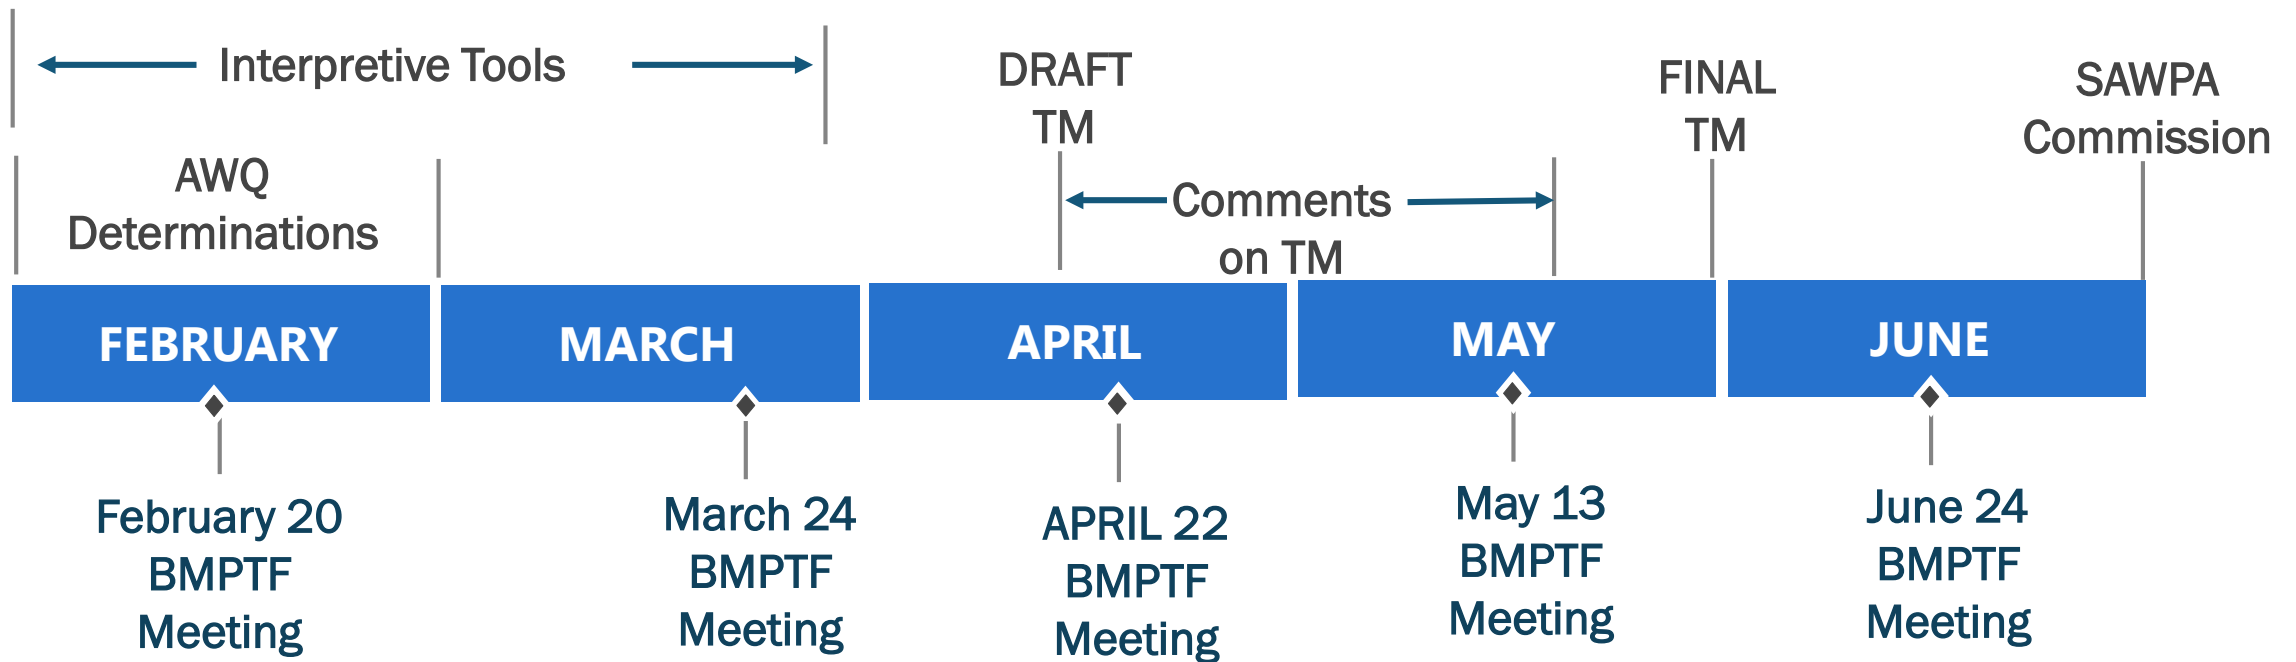 Interpretive Tools
DRAFT
TM
FINAL
TM
SAWPA
Commission
AWQ
Determinations
Comments
on TM
FEBRUARY
MARCH
APRIL
MAY
JUNE
February 20
BMPTF
Meeting
March 24
BMPTF
Meeting
APRIL 22
BMPTF
Meeting
May 13
BMPTF
Meeting
June 24
BMPTF
Meeting